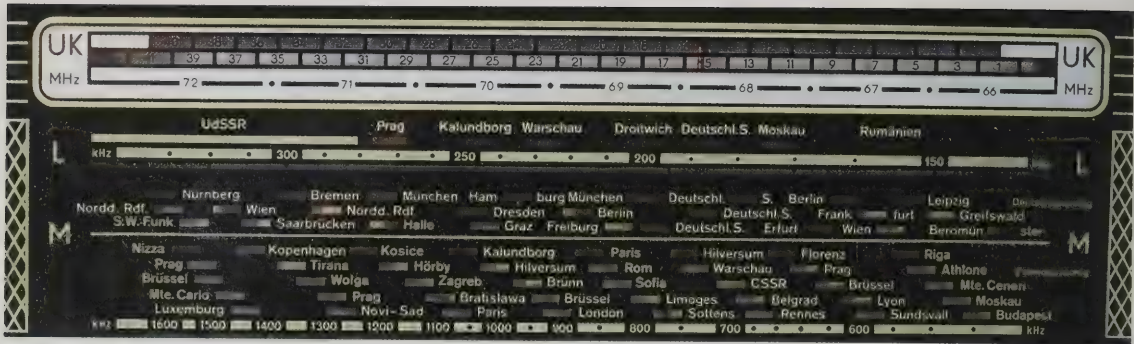 UK 39 37 35 33 31 29 27 25 23 21 19 17 15 13 11 9 7 5 3 1 UK
MHz 72 71 70 69 68 67 66 MHz
UdSSR Prag Kalundborg Warschau Droitwich Deutschl.S. Moskau Rumänien
L kHz 300 250 200 150 L
Nürnberg Bremen München Ham burg München Deutschl. S. Berlin Leipzig
Nordd. Rdf. Wien Nordd. Rdf. Dresden Berlin Deutschl.S. Frank furt Greifswald
S.W.-Funk Saarbrücken Halle Graz Freiburg Deutschl.S. Erfurt Wien Beromün ster
M M
Nizza Kopenhagen Kosice Kalundborg Paris Hilversum Florenz Riga
Prag Tirana Hörby Hilversum Rom Warschau Prag Athlone
Brüssel Wolga Zagreb Brünn Sofia CSSR Brüssel Mte. Ceneri
Mte. Carlo Prag Bratislawa Brüssel Limoges Belgrad Lyon Moskau
Luxemburg Novi-Sad Paris London Sottens Rennes Sundsvall Budapest
kHz 1600 1500 1400 1300 1200 1100 1000 900 800 700 600 kHz